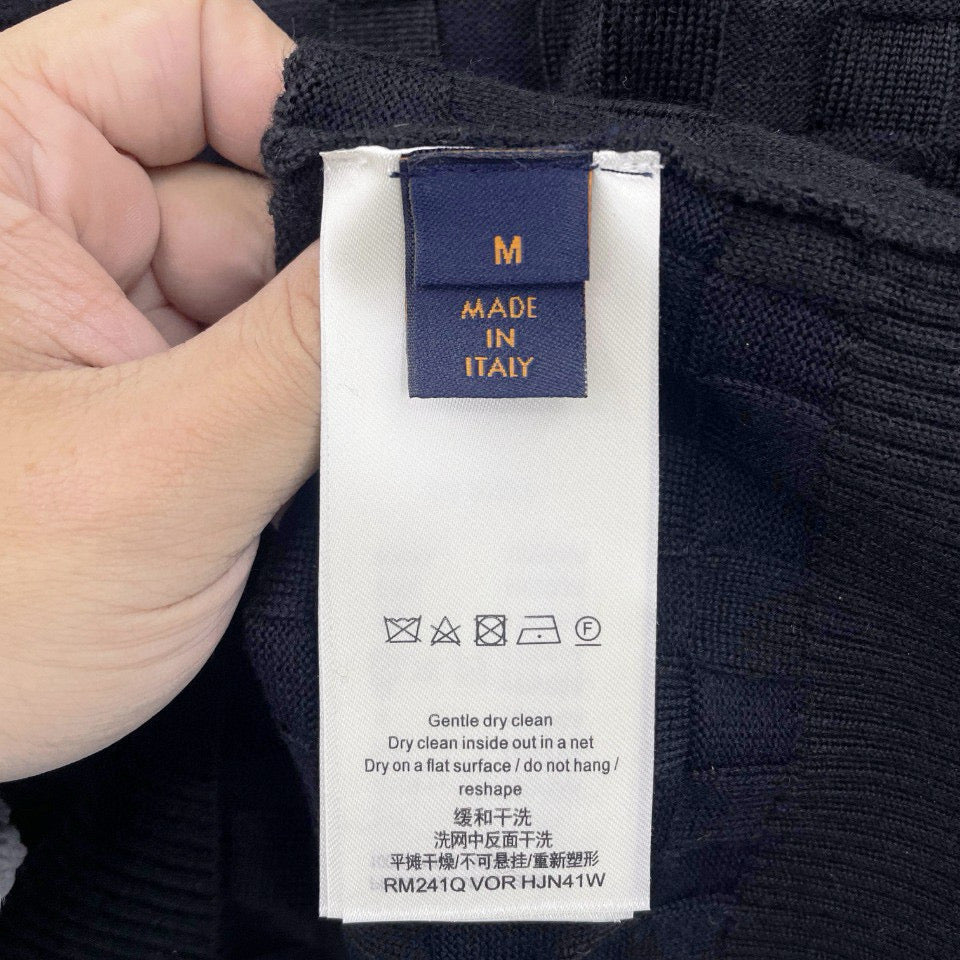 M
MADE
IN
ITALY
F
Gentle dry clean
Dry clean inside out in a net
Dry on a flat surface / do not hang /
reshape
缓和干洗
洗网中反面干洗
平摊干燥/不可悬挂/重新塑形
RM241Q VOR HJN41W